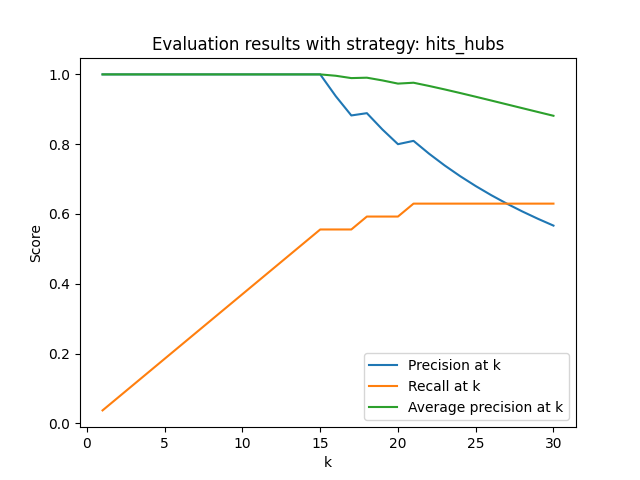 Evaluation results with strategy: hits_hubs
Score
1.0
0.8
0.6
0.4
0.2
0.0
0
5
10
15
20
25
30
k
Precision at k
Recall at k
Average precision at k